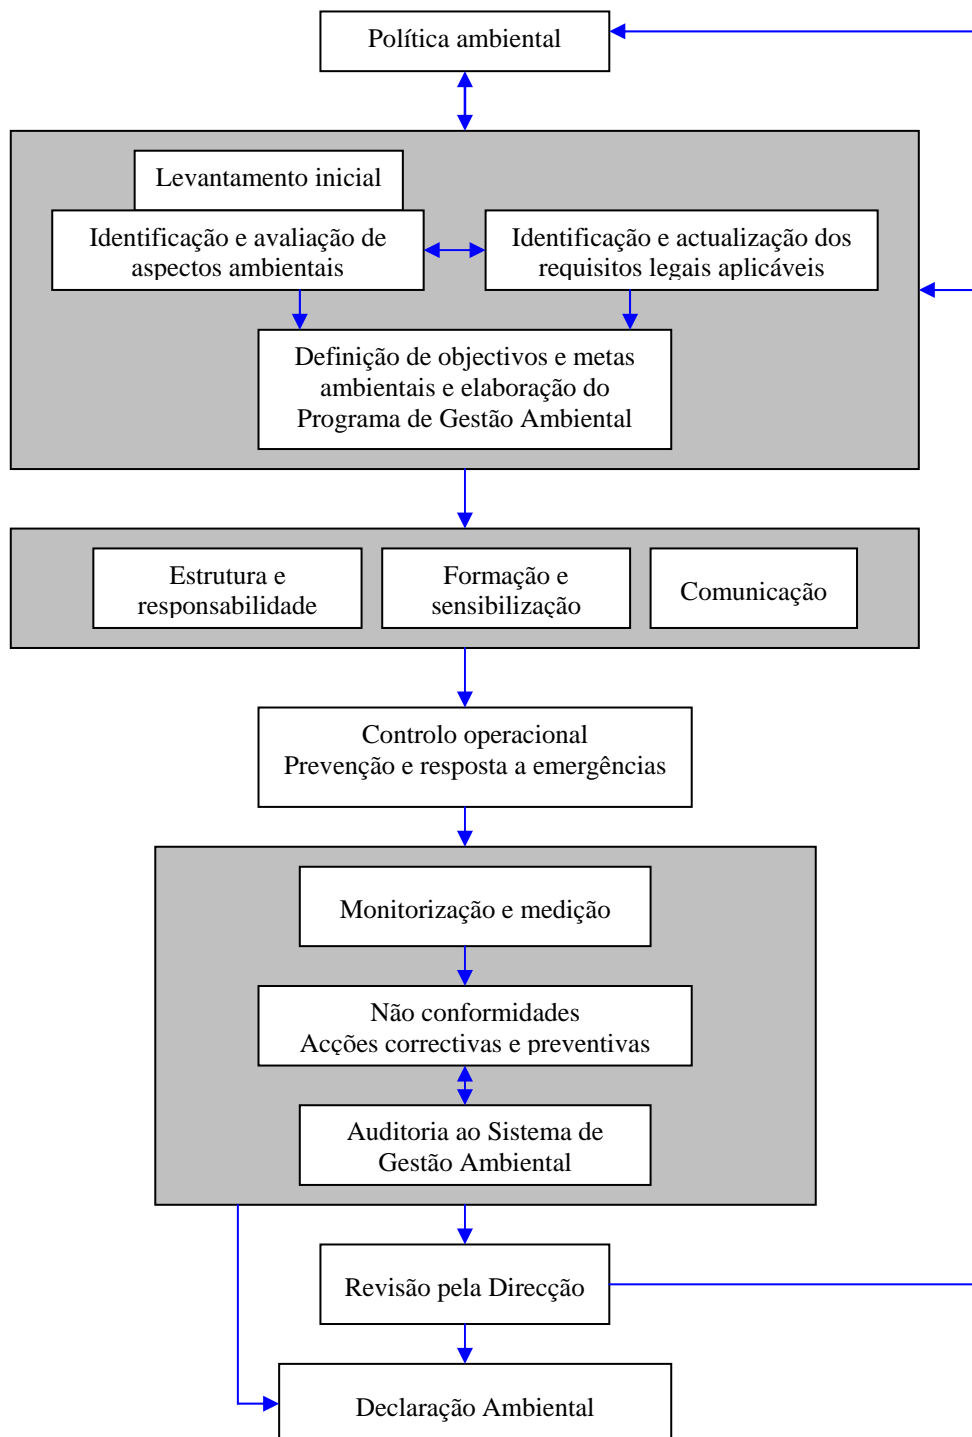 Política ambiental
Levantamento inicial
Identificação e avaliação de
aspectos ambientais
Identificação e actualização dos
requisitos legais aplicáveis
Definição de objectivos e metas
ambientais e elaboração do
Programa de Gestão Ambiental
Estrutura e
responsabilidade
Formação e
sensibilização
Comunicação
Controlo operacional
Prevenção e resposta a emergências
Monitorização e medição
Não conformidades
Acções correctivas e preventivas
Auditoria ao Sistema de
Gestão Ambiental
Revisão pela Direcção
Declaração Ambiental